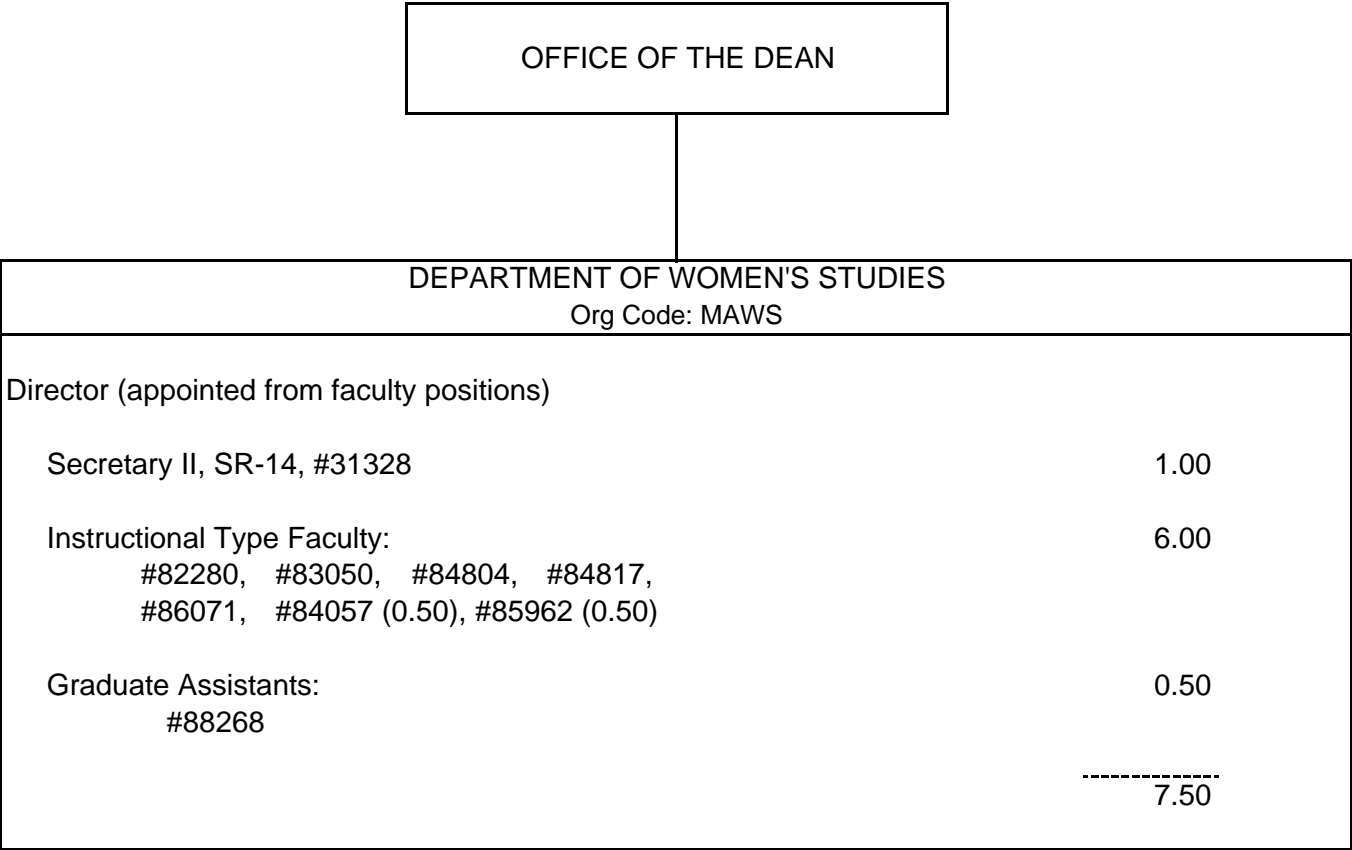 OFFICE OF THE DEAN
DEPARTMENT OF WOMEN'S STUDIES
Org Code: MAWS
Director (appointed from faculty positions)
Secretary II, SR-14, #31328 1.00
Instructional Type Faculty: 6.00
#82280, #83050, #84804, #84817,
#86071, #84057 (0.50), #85962 (0.50)
Graduate Assistants: 0.50
#88268
7.50